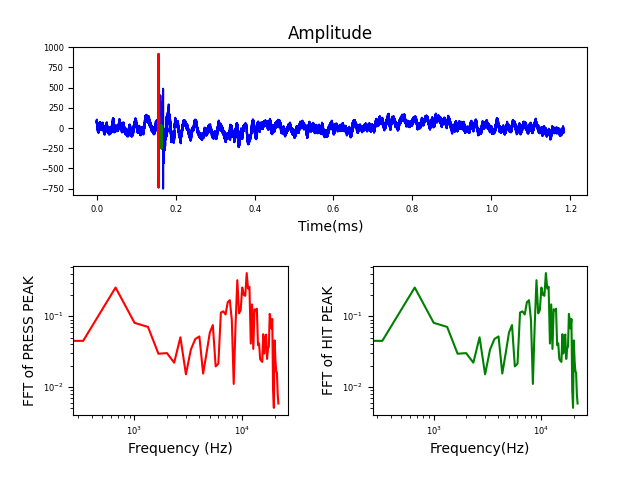 Amplitude
1000
750
500
250
0
−250
−500
−750
0.0 0.2 0.4 0.6 0.8 1.0 1.2
Time(ms)
FFT of PRESS PEAK
10⁻¹
10⁻²
10³ 10⁴
Frequency (Hz)
FFT of HIT PEAK
10⁻¹
10⁻²
10³ 10⁴
Frequency(Hz)